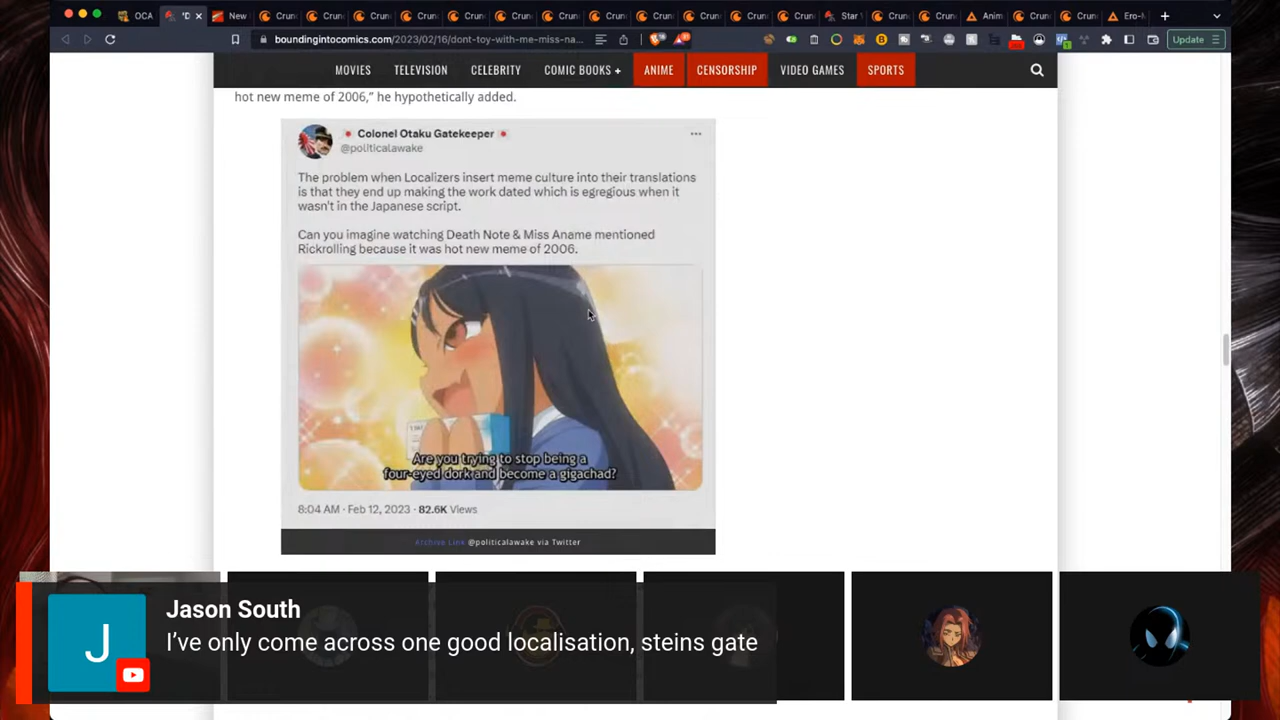 OCA
'D
New
Crun
Crun
Crun
Crun
Crun
Crun
Crun
Crun
Crun
Crun
Crun
Crun
Star
Crun
Crun
Anim
Crun
Crun
Ero-M
boundingintocomics.com/2023/02/16/dont-toy-with-me-miss-na...
Update
MOVIES
TELEVISION
CELEBRITY
COMIC BOOKS +
ANIME
CENSORSHIP
VIDEO GAMES
SPORTS
hot new meme of 2006,” he hypothetically added.
Colonel Otaku Gatekeeper
@politicalawake
The problem when Localizers insert meme culture into their translations
is that they end up making the work dated which is egregious when it
wasn't in the Japanese script.
Can you imagine watching Death Note & Miss Aname mentioned
Rickrolling because it was hot new meme of 2006.
Are you trying to stop being a
four-eyed dork and become a gigachad?
8:04 AM · Feb 12, 2023 · 82.6K Views
Archive Link @politicalawake via Twitter
J
Jason South
I’ve only come across one good localisation, steins gate